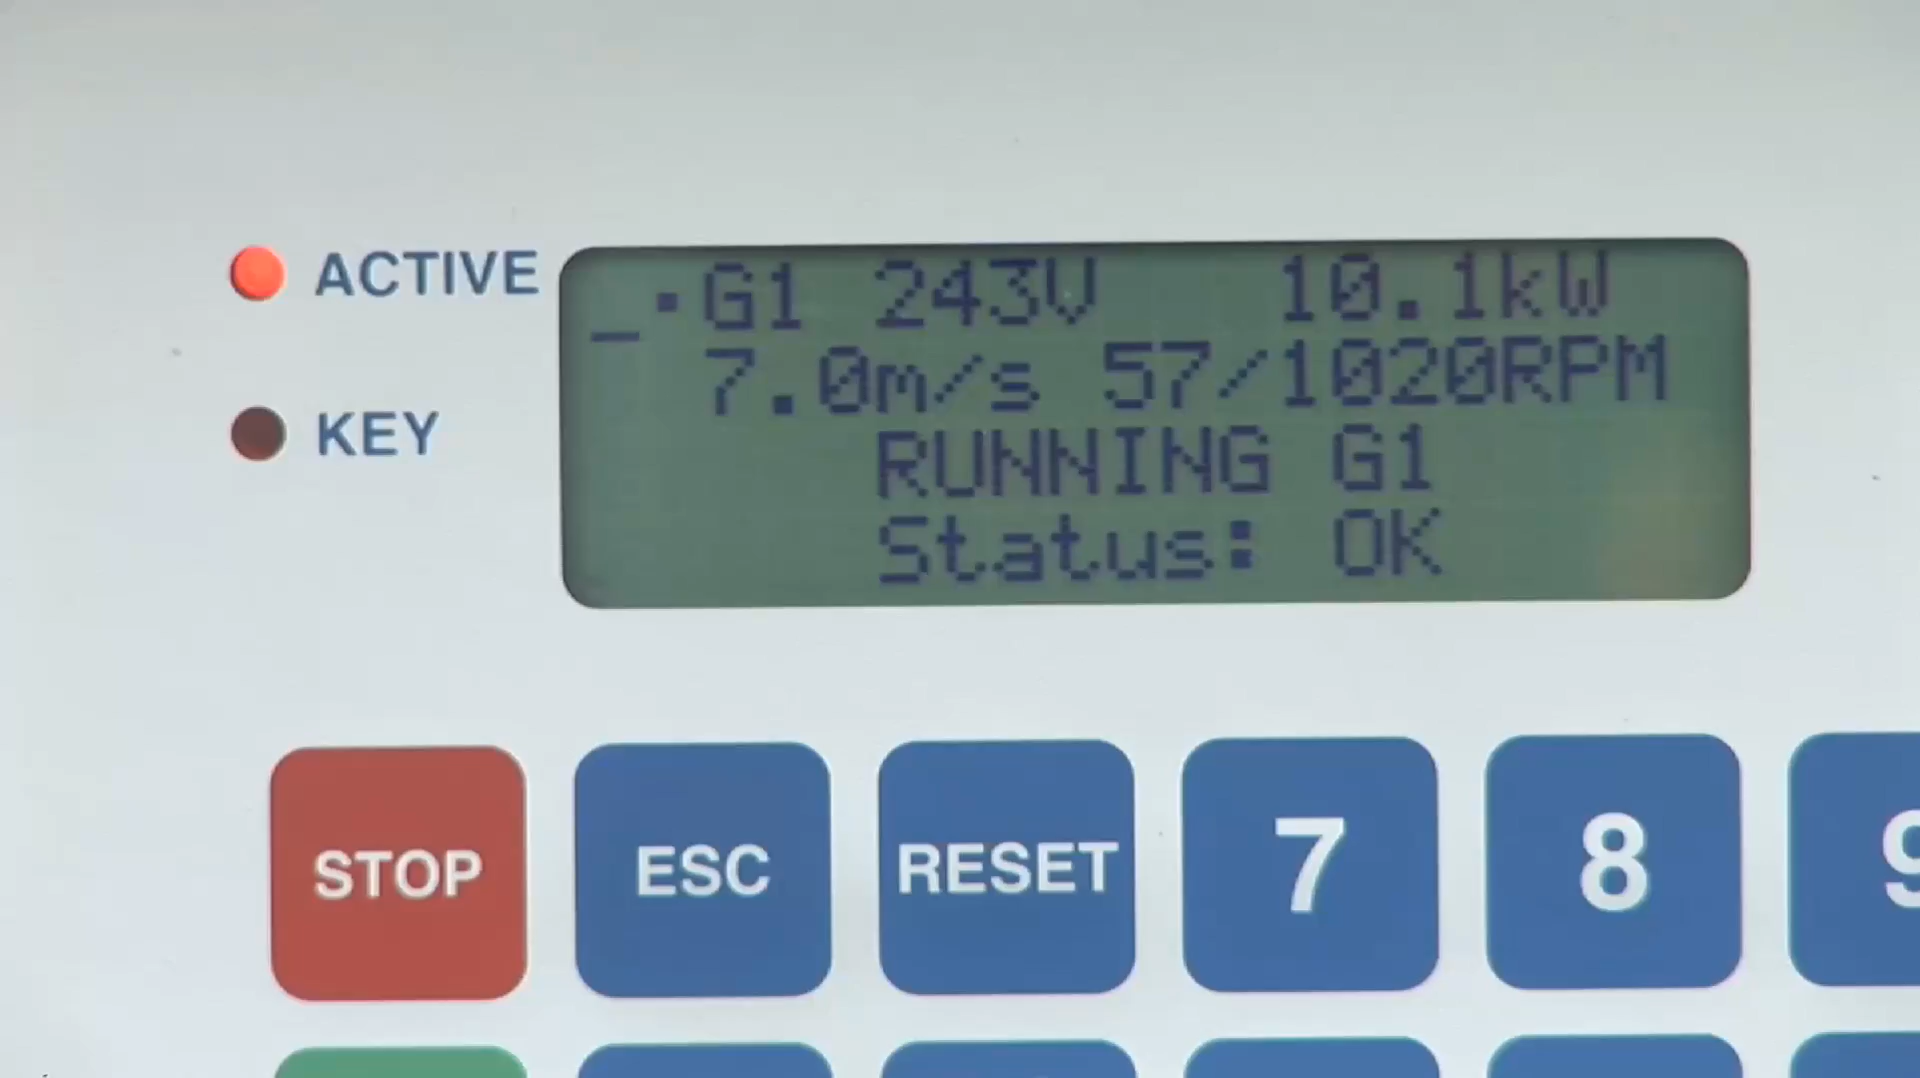 ACTIVE
KEY
_·G1 243V 10.1kW
7.0m/s 57/1020RPM
RUNNING G1
Status: OK
STOP ESC RESET 7 8 9